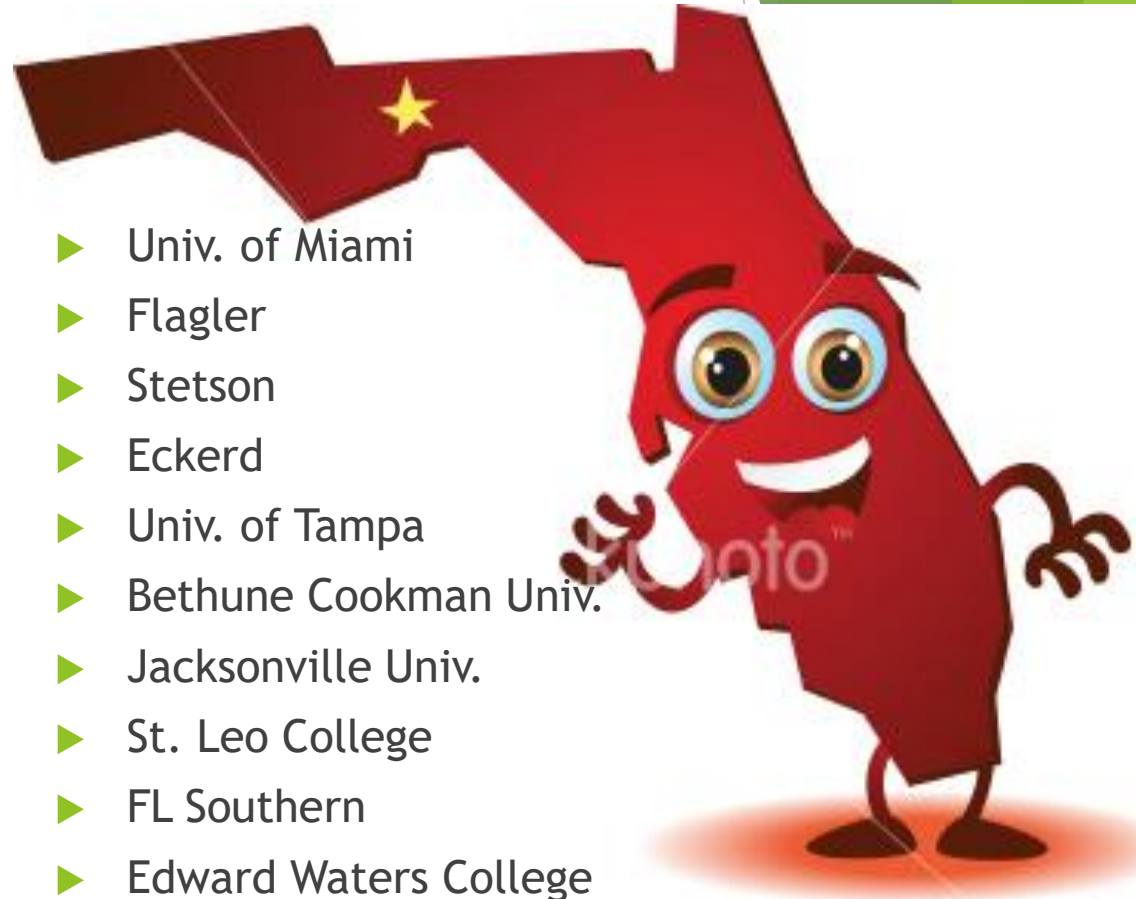 Univ. of Miami
Flagler
Stetson
Eckerd
Univ. of Tampa
Bethune Cookman Univ.
Jacksonville Univ.
St. Leo College
FL Southern
Edward Waters College